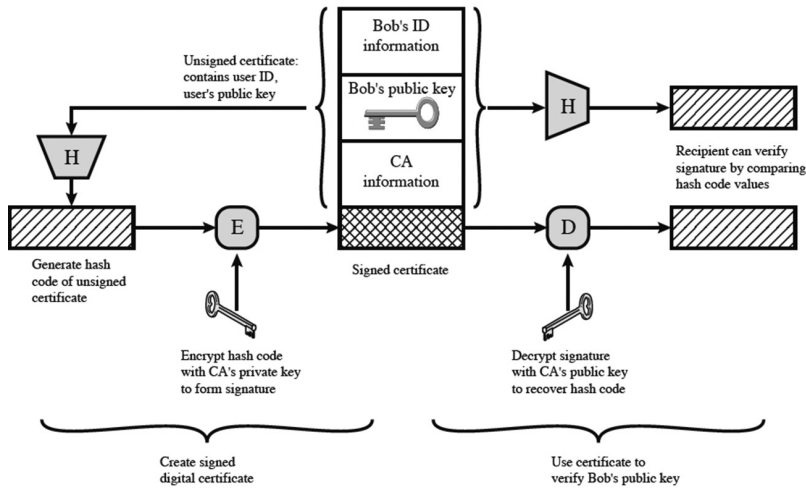 Bob's ID
information
Unsigned certificate:
contains user ID,
user's public key
Bob's public key
H
H
CA
information
Recipient can verify
signature by comparing
hash code values
E
D
Generate hash
code of unsigned
certificate
Signed certificate
Encrypt hash code
with CA's private key
to form signature
Decrypt signature
with CA's public key
to recover hash code
Create signed
digital certificate
Use certificate to
verify Bob's public key